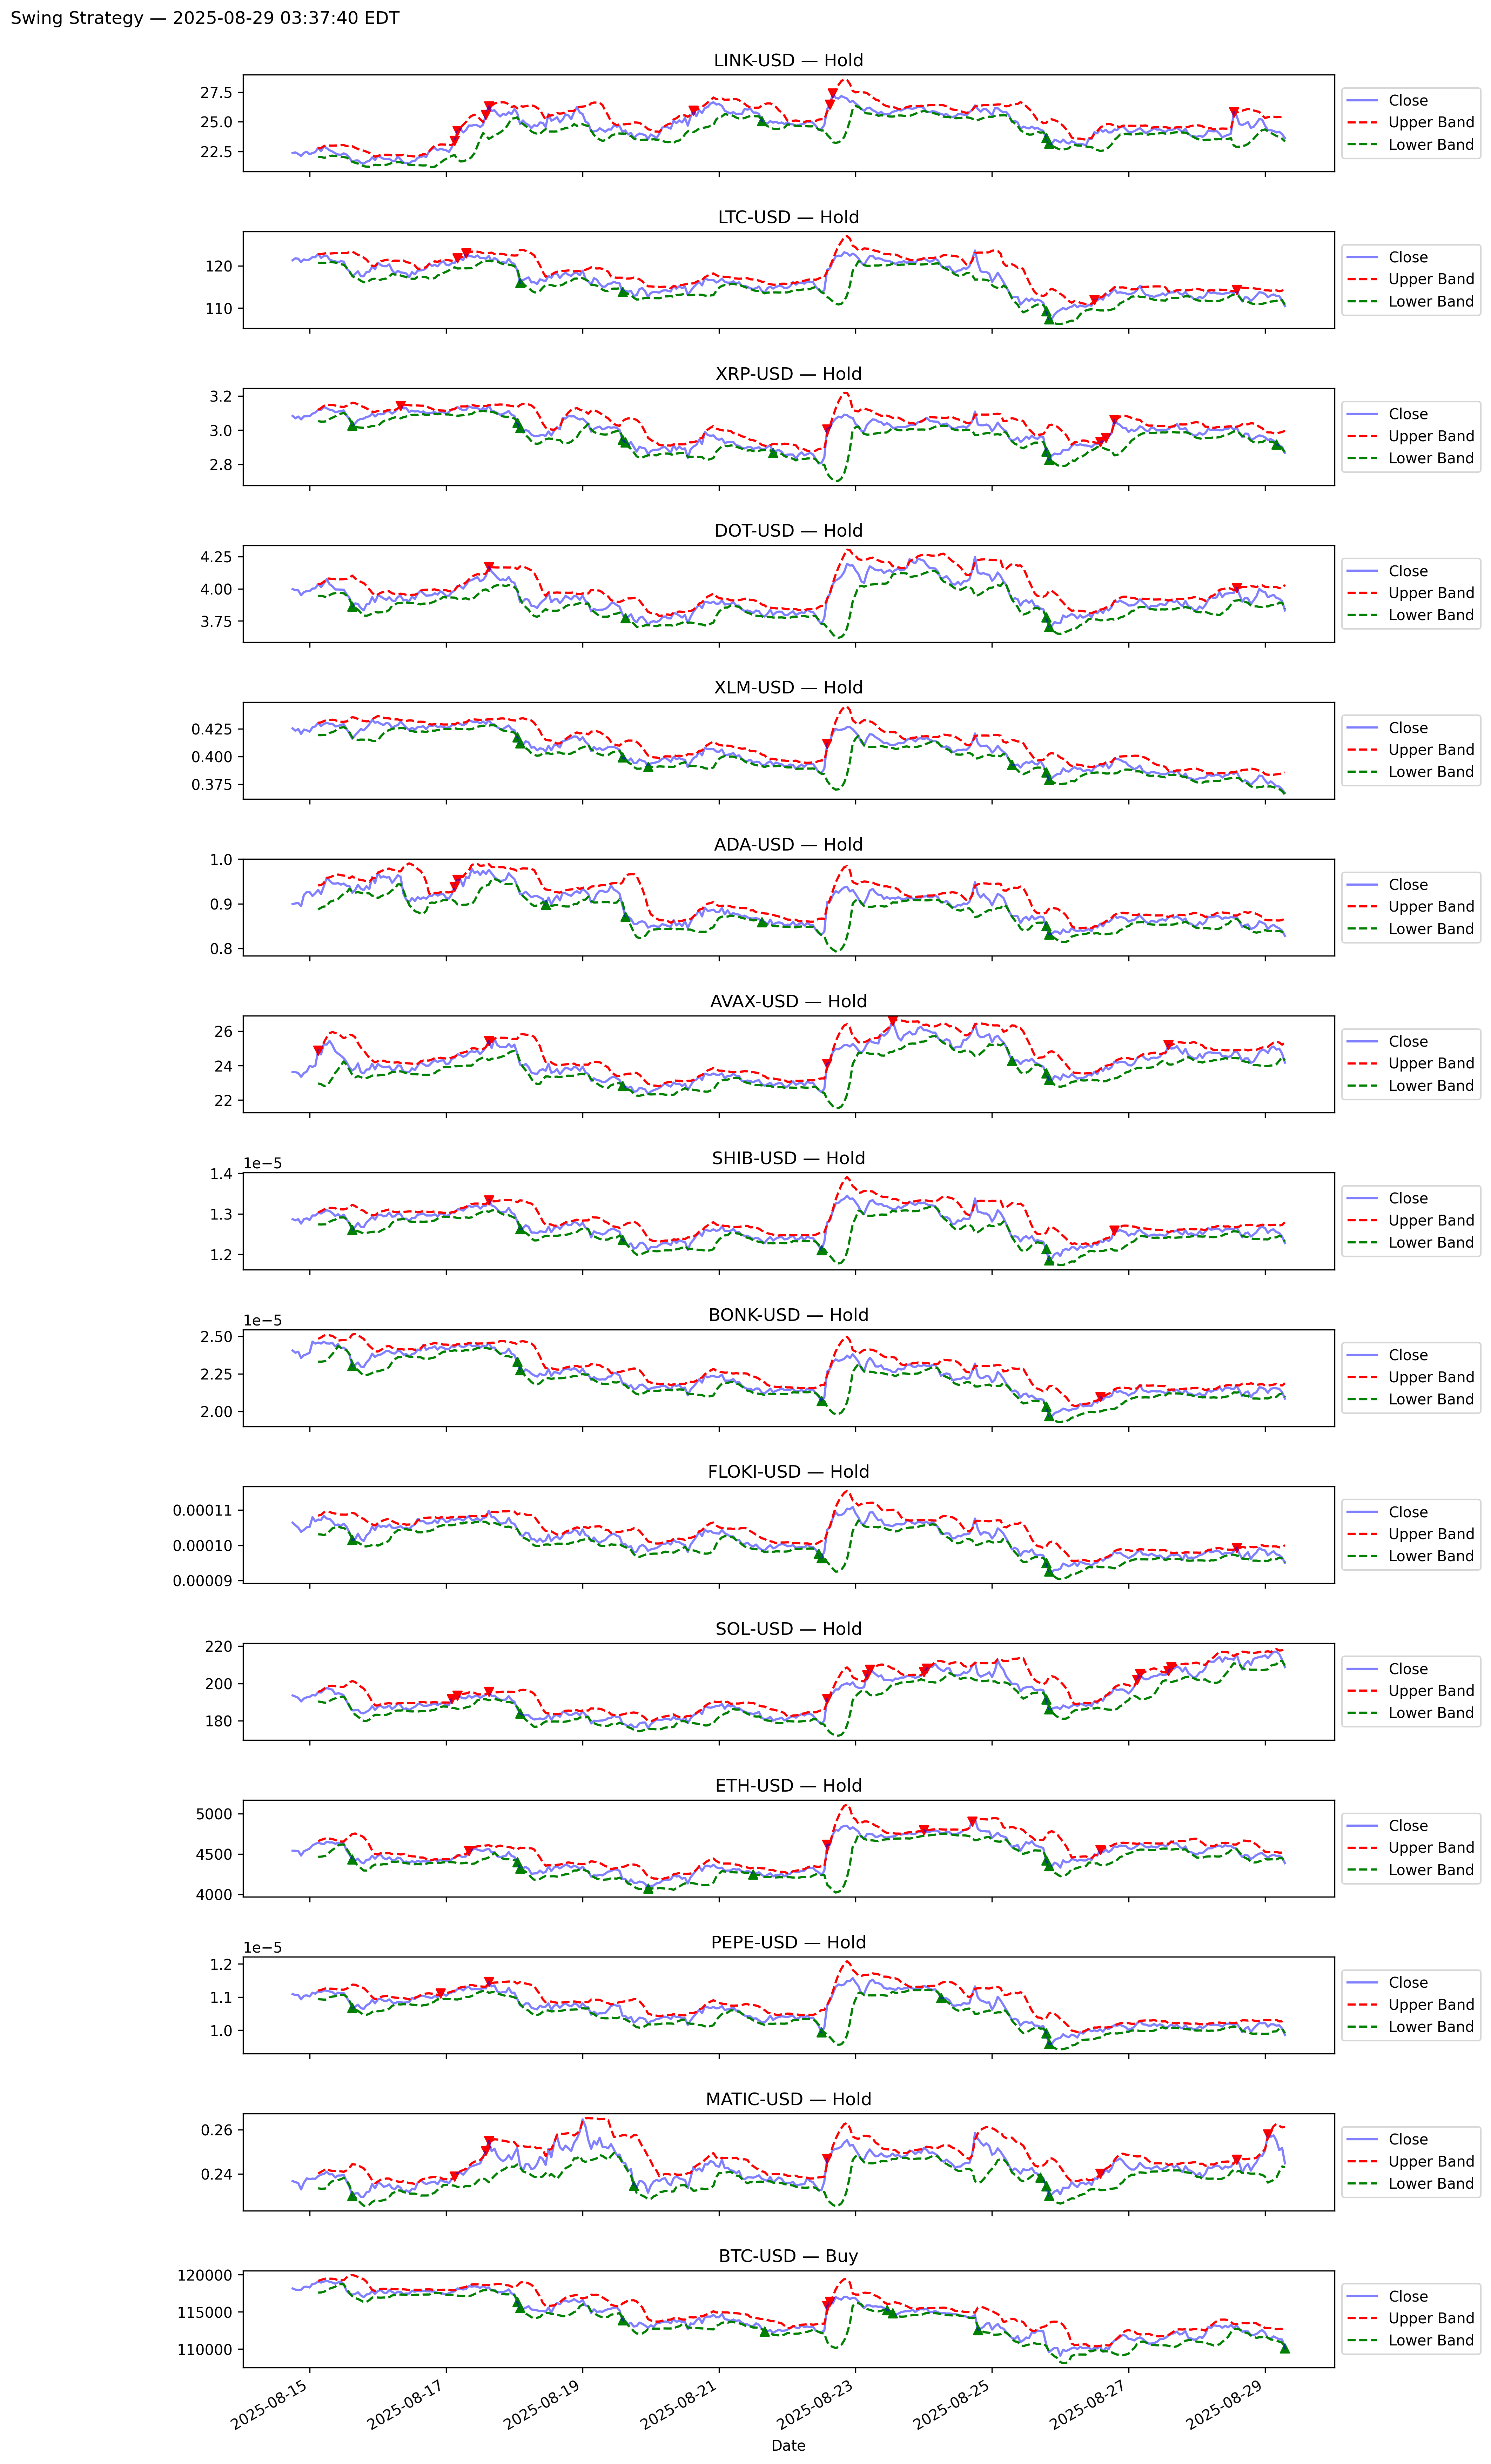 Swing Strategy — 2025-08-29 03:37:40 EDT
LINK-USD — Hold
27.5
25.0
22.5
Close
Upper Band
Lower Band
LTC-USD — Hold
120
110
Close
Upper Band
Lower Band
XRP-USD — Hold
3.2
3.0
2.8
Close
Upper Band
Lower Band
DOT-USD — Hold
4.25
4.00
3.75
Close
Upper Band
Lower Band
XLM-USD — Hold
0.425
0.400
0.375
Close
Upper Band
Lower Band
ADA-USD — Hold
1.0
0.9
0.8
Close
Upper Band
Lower Band
AVAX-USD — Hold
26
24
22
Close
Upper Band
Lower Band
SHIB-USD — Hold
1e−5
1.4
1.3
1.2
Close
Upper Band
Lower Band
BONK-USD — Hold
1e−5
2.50
2.25
2.00
Close
Upper Band
Lower Band
FLOKI-USD — Hold
0.00011
0.00010
0.00009
Close
Upper Band
Lower Band
SOL-USD — Hold
220
200
180
Close
Upper Band
Lower Band
ETH-USD — Hold
5000
4500
4000
Close
Upper Band
Lower Band
PEPE-USD — Hold
1e−5
1.2
1.1
1.0
Close
Upper Band
Lower Band
MATIC-USD — Hold
0.26
0.24
Close
Upper Band
Lower Band
BTC-USD — Buy
120000
115000
110000
Close
Upper Band
Lower Band
2025-08-15
2025-08-17
2025-08-19
2025-08-21
2025-08-23
2025-08-25
2025-08-27
2025-08-29
Date